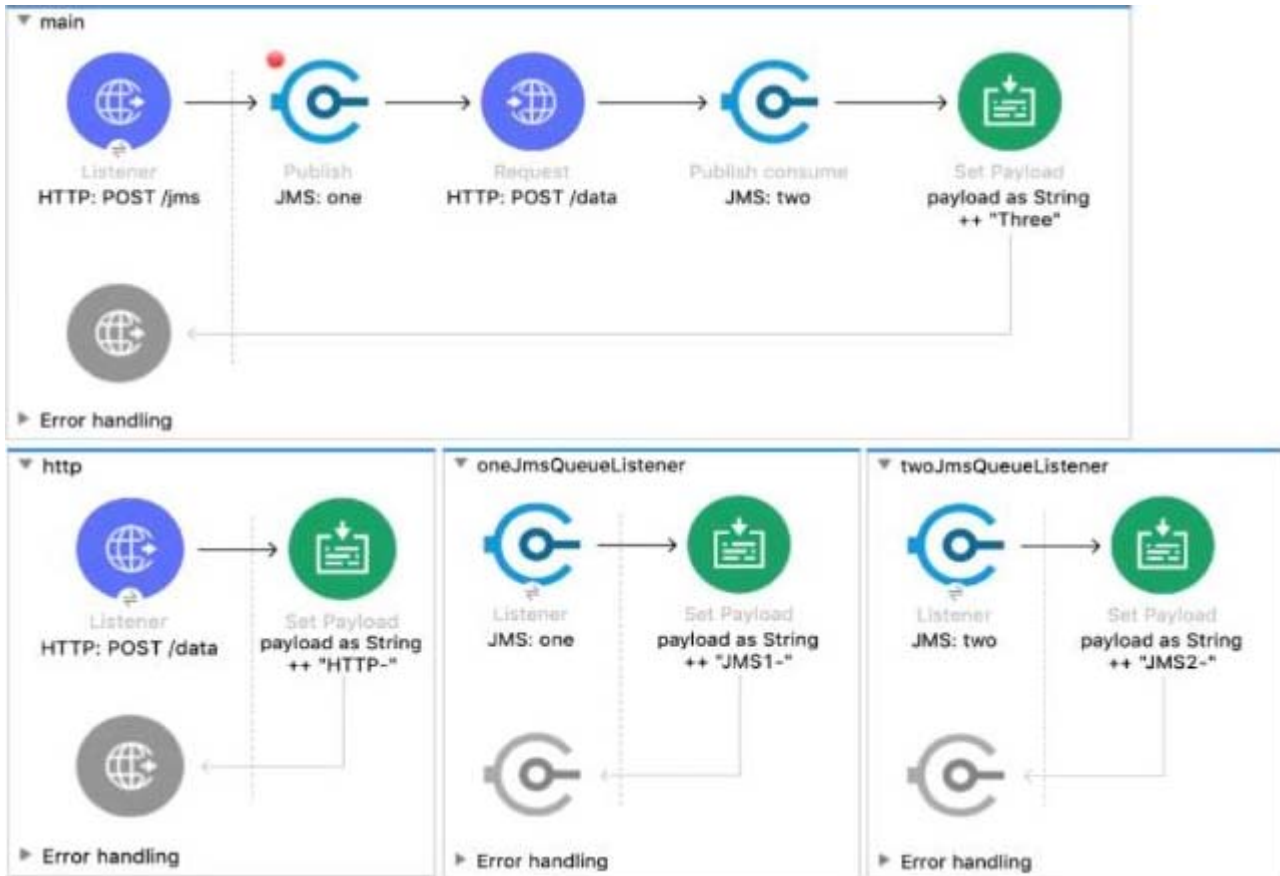 main
Listener
HTTP: POST /jms
Publish
JMS: one
Request
HTTP: POST /data
Publish consume
JMS: two
Set Payload
payload as String
++ "Three"
Error handling
http
Listener
HTTP: POST /data
Set Payload
payload as String
++ "HTTP-"
Error handling
oneJmsQueueListener
Listener
JMS: one
Set Payload
payload as String
++ "JMS1-"
Error handling
twoJmsQueueListener
Listener
JMS: two
Set Payload
payload as String
++ "JMS2-"
Error handling